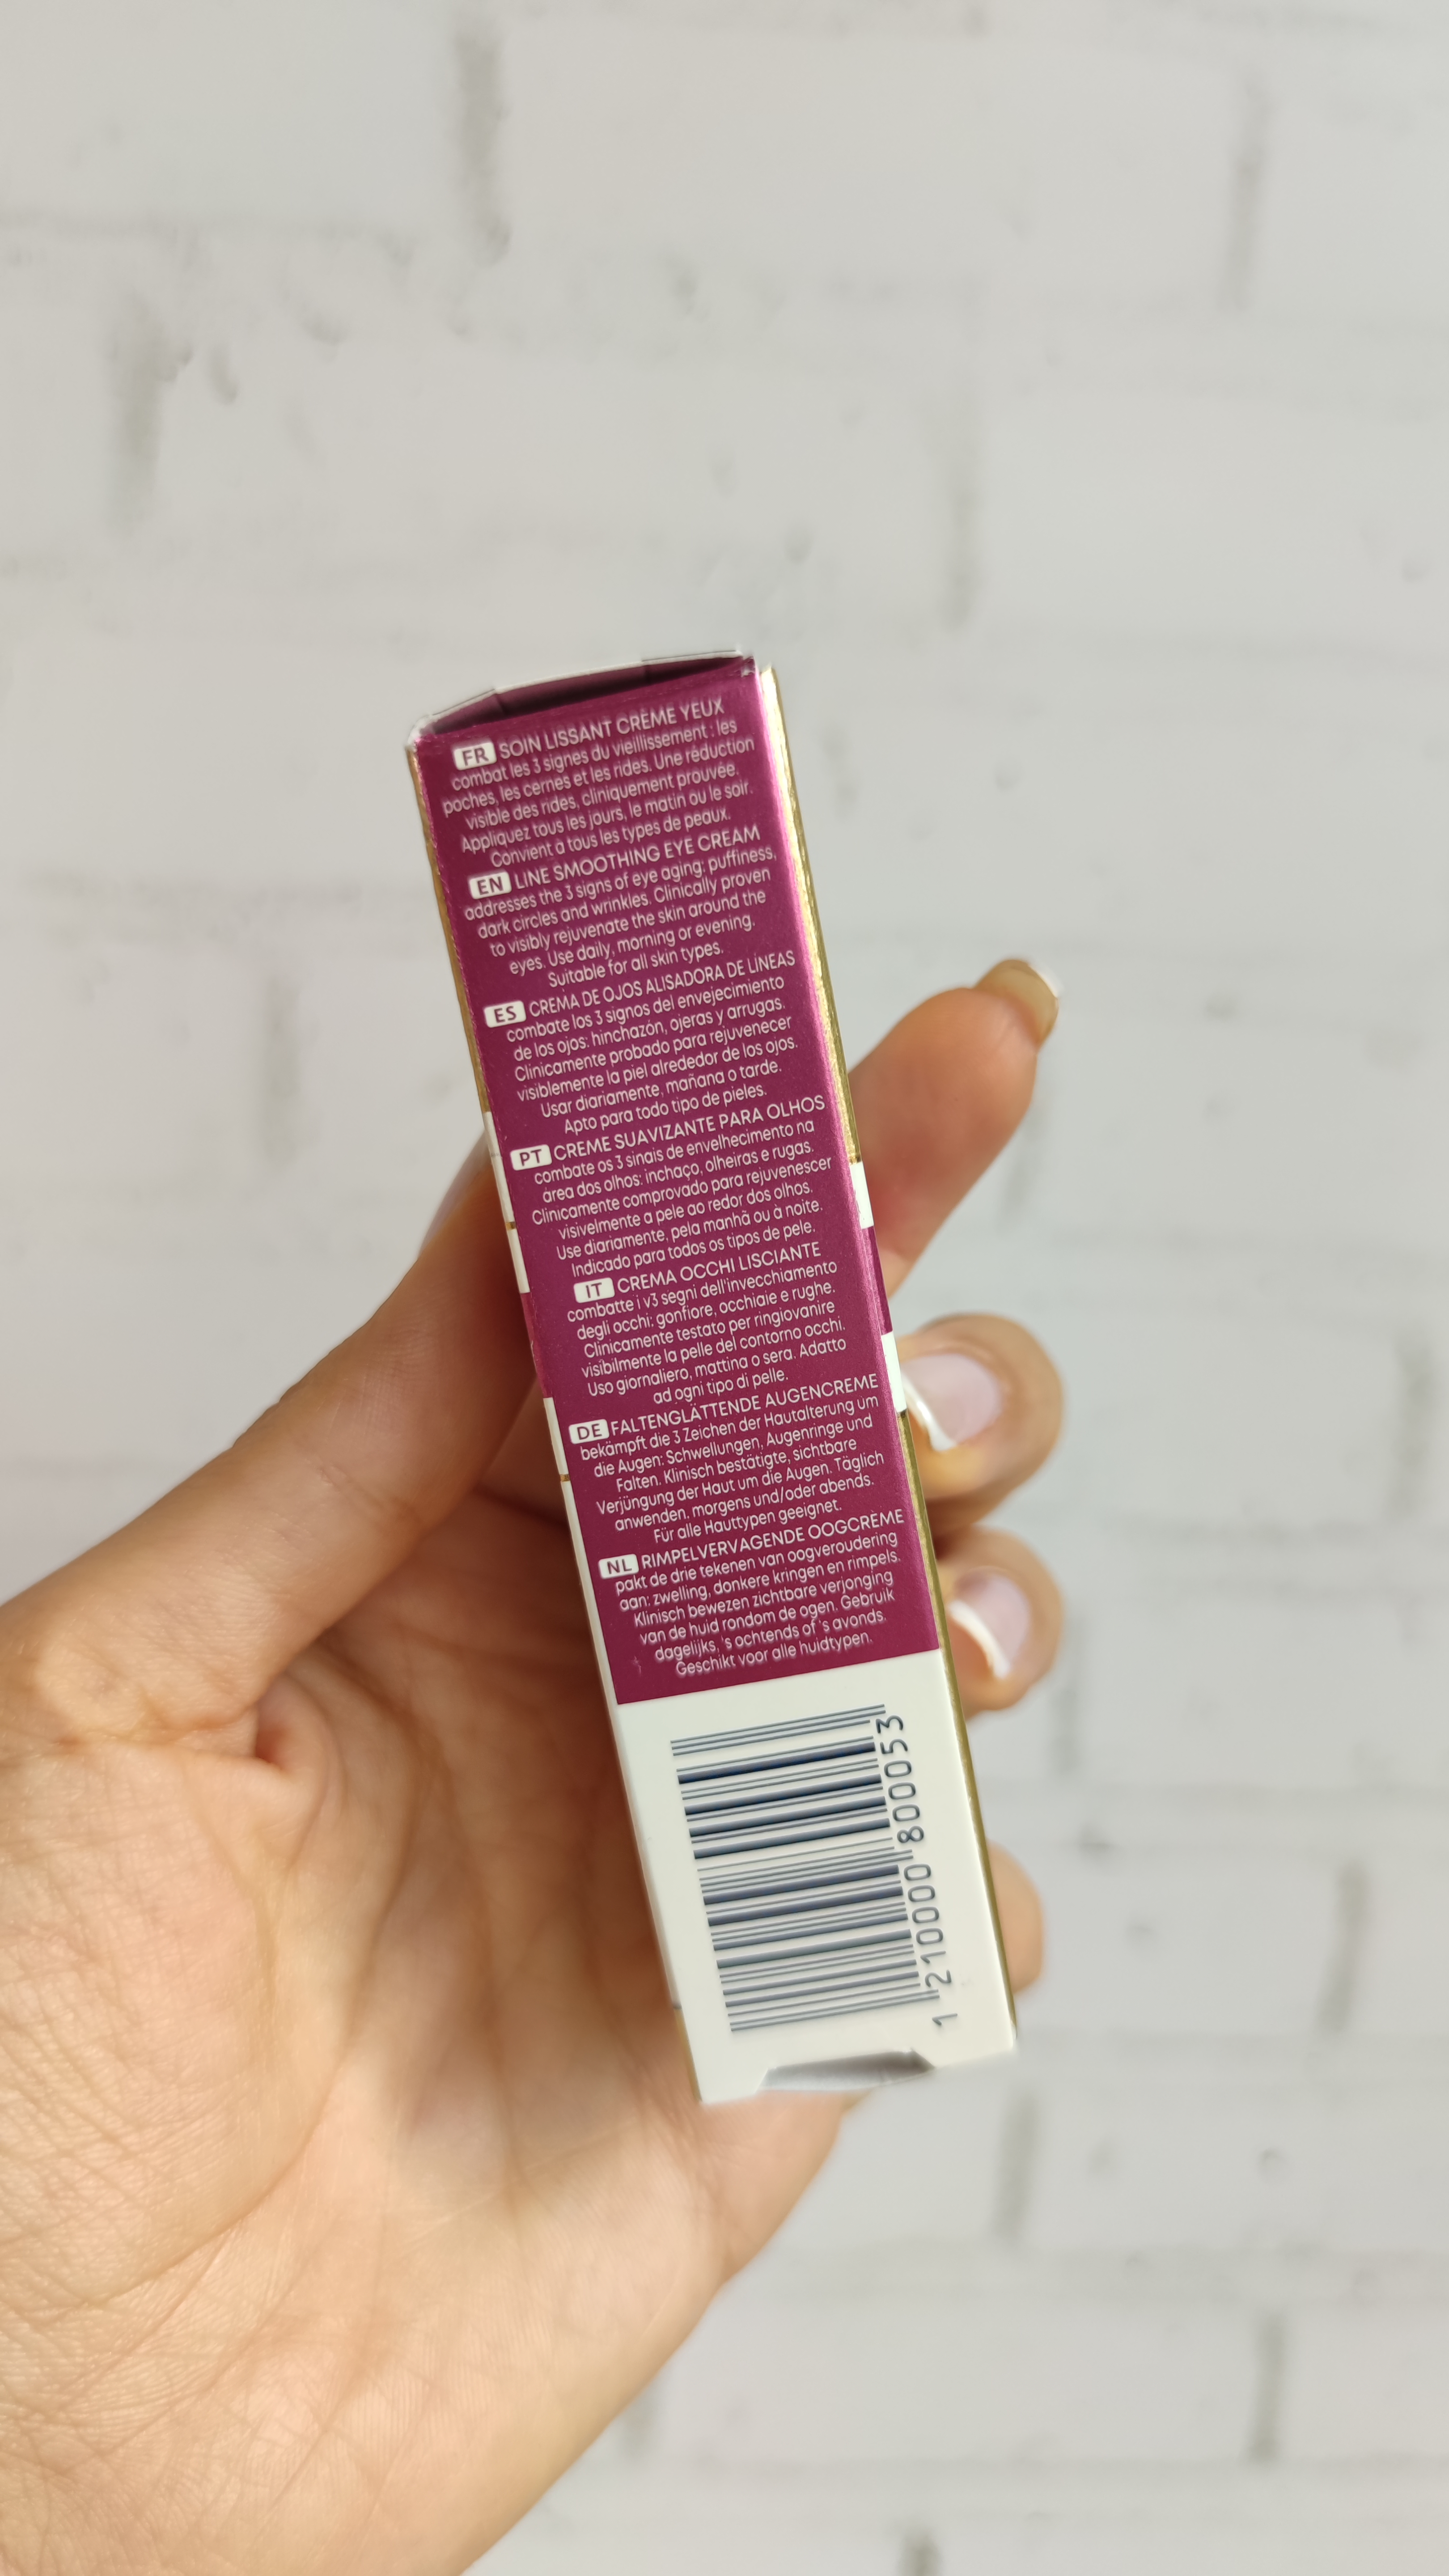 FR SOIN LISSANT CRÈME YEUX
combat les 3 signes du vieillissement : les
poches, les cernes et les rides. Une réduction
visible des rides, cliniquement prouvée.
Appliquez tous les jours, le matin ou le soir.
Convient à tous les types de peaux.
EN LINE SMOOTHING EYE CREAM
addresses the 3 signs of eye aging: puffiness,
dark circles and wrinkles. Clinically proven
to visibly rejuvenate the skin around the
eyes. Use daily, morning or evening.
Suitable for all skin types.
ES CREMA DE OJOS ALISADORA DE LÍNEAS
combate los 3 signos del envejecimiento
de los ojos: hinchazón, ojeras y arrugas.
Clinicamente probado para rejuvenecer
visiblemente la piel alrededor de los ojos.
Usar diariamente, mañana o tarde.
Apto para todo tipo de pieles.
PT CREME SUAVIZANTE PARA OLHOS
combate os 3 sinais de envelhecimento na
área dos olhos: inchaço, olheiras e rugas.
Clinicamente comprovado para rejuvenescer
visivelmente a pele ao redor dos olhos.
Use diariamente, pela manhã ou à noite.
Indicado para todos os tipos de pele.
IT CREMA OCCHI LISCIANTE
combatte i v3 segni dell'invecchiamento
degli occhi: gonfiore, occhiaie e rughe.
Clinicamente testato per ringiovanire
visibilmente la pelle del contorno occhi.
Uso giornaliero, mattina o sera. Adatto
ad ogni tipo di pelle.
DE FALTENGLÄTTENDE AUGENCREME
bekämpft die 3 Zeichen der Hautalterung um
die Augen: Schwellungen, Augenringe und
Falten. Klinisch bestätigte, sichtbare
Verjüngung der Haut um die Augen. Täglich
anwenden, morgens und/oder abends.
Für alle Hauttypen geeignet.
NL RIMPELVERVAGENDE OOGCRÈME
pakt de drie tekenen van oogveroudering
aan: zwelling, donkere kringen en rimpels.
Klinisch bewezen zichtbare verjonging
van de huid rondom de ogen. Gebruik
dagelijks, 's ochtends of 's avonds.
Geschikt voor alle huidtypen.
1 210000 800053